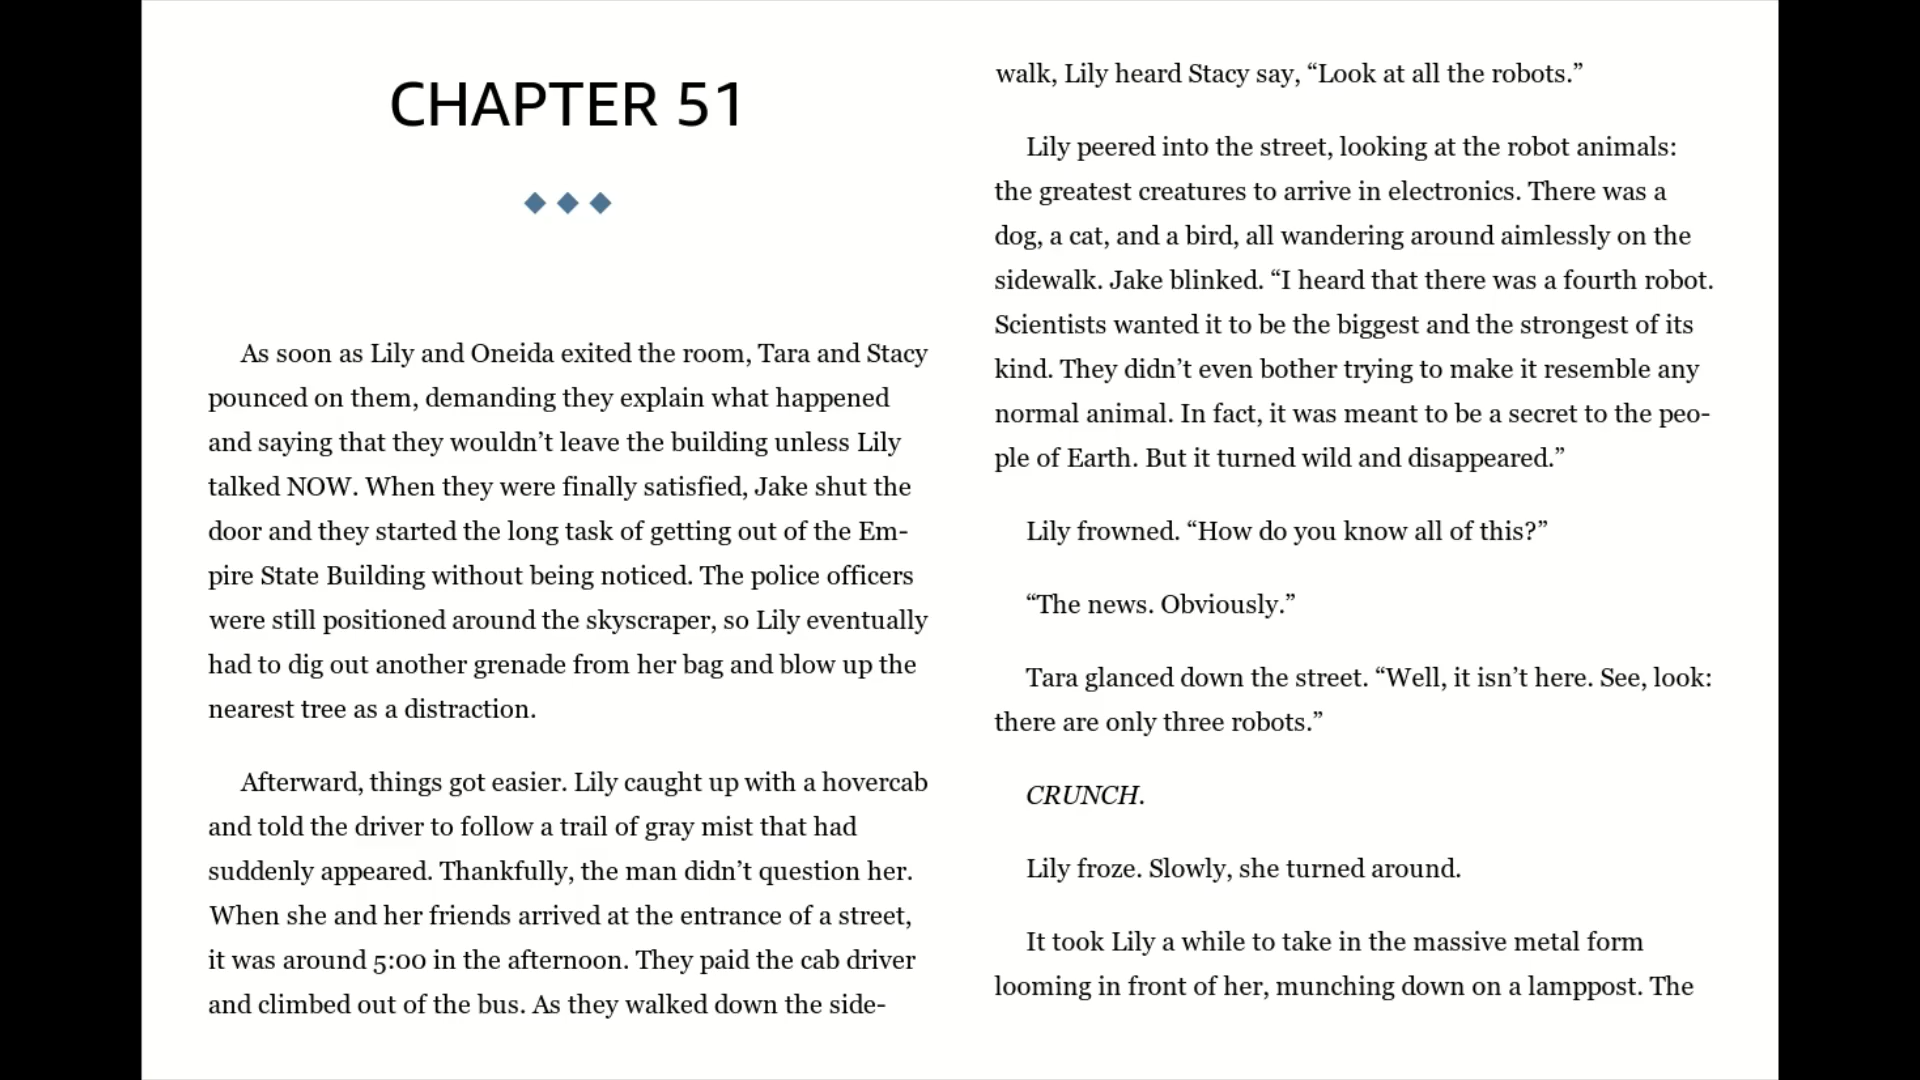 CHAPTER 51
As soon as Lily and Oneida exited the room, Tara and Stacy
pounced on them, demanding they explain what happened
and saying that they wouldn’t leave the building unless Lily
talked NOW. When they were finally satisfied, Jake shut the
door and they started the long task of getting out of the Em-
pire State Building without being noticed. The police officers
were still positioned around the skyscraper, so Lily eventually
had to dig out another grenade from her bag and blow up the
nearest tree as a distraction.
Afterward, things got easier. Lily caught up with a hovercab
and told the driver to follow a trail of gray mist that had
suddenly appeared. Thankfully, the man didn’t question her.
When she and her friends arrived at the entrance of a street,
it was around 5:00 in the afternoon. They paid the cab driver
and climbed out of the bus. As they walked down the side-
walk, Lily heard Stacy say, “Look at all the robots.”
Lily peered into the street, looking at the robot animals:
the greatest creatures to arrive in electronics. There was a
dog, a cat, and a bird, all wandering around aimlessly on the
sidewalk. Jake blinked. “I heard that there was a fourth robot.
Scientists wanted it to be the biggest and the strongest of its
kind. They didn’t even bother trying to make it resemble any
normal animal. In fact, it was meant to be a secret to the peo-
ple of Earth. But it turned wild and disappeared.”
Lily frowned. “How do you know all of this?”
“The news. Obviously.”
Tara glanced down the street. “Well, it isn’t here. See, look:
there are only three robots.”
CRUNCH.
Lily froze. Slowly, she turned around.
It took Lily a while to take in the massive metal form
looming in front of her, munching down on a lamppost. The